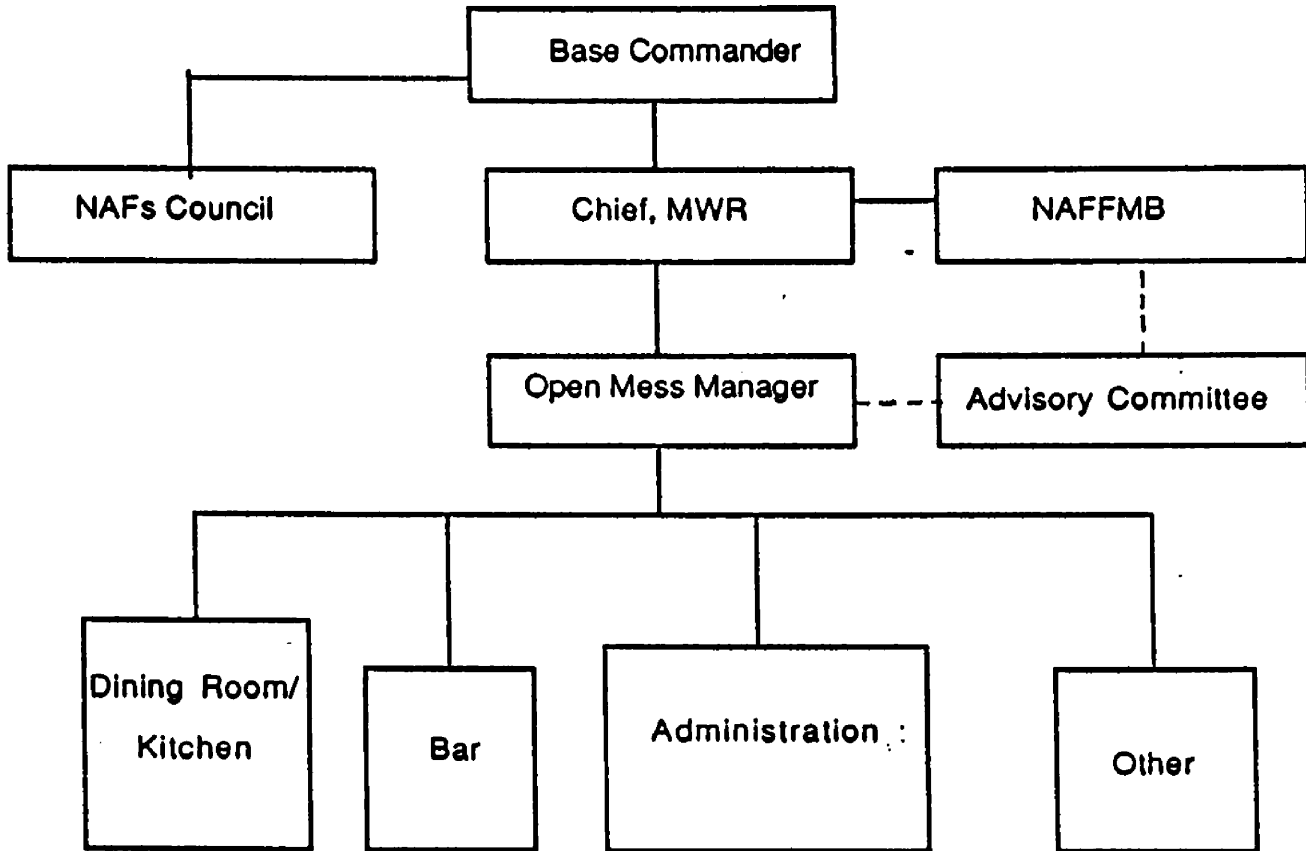 Base Commander
NAFs Council
Chief, MWR
NAFFMB
Open Mess Manager
Advisory Committee
Dining Room/
Kitchen
Bar
Administration :
Other